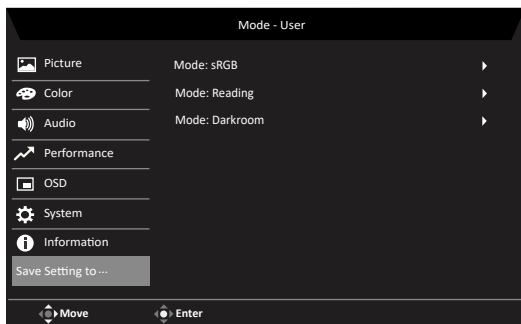 Mode - User
Picture
Color
Audio
Performance
OSD
System
Information
Save Setting to ···
Mode: sRGB
Mode: Reading
Mode: Darkroom
Move
Enter